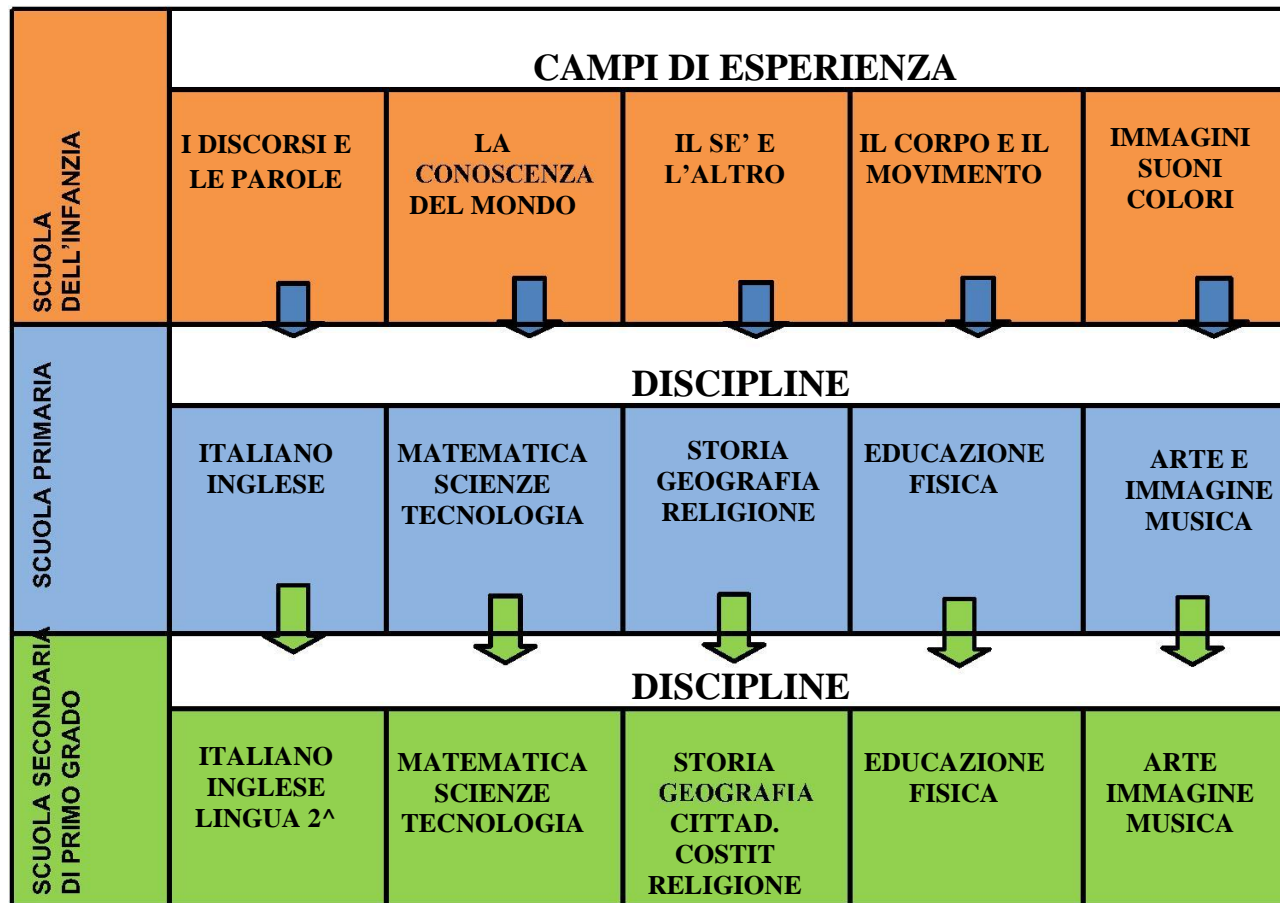 CAMPI DI ESPERIENZA
SCUOLA
DELL'INFANZIA
I DISCORSI E
LE PAROLE
LA
CONOSCENZA
DEL MONDO
IL SE’ E
L’ALTRO
IL CORPO E IL
MOVIMENTO
IMMAGINI
SUONI
COLORI
DISCIPLINE
SCUOLA PRIMARIA
ITALIANO
INGLESE
MATEMATICA
SCIENZE
TECNOLOGIA
STORIA
GEOGRAFIA
RELIGIONE
EDUCAZIONE
FISICA
ARTE E
IMMAGINE
MUSICA
DISCIPLINE
SCUOLA SECONDARIA
DI PRIMO GRADO
ITALIANO
INGLESE
LINGUA 2^
MATEMATICA
SCIENZE
TECNOLOGIA
STORIA
GEOGRAFIA
CITTAD.
COSTIT
RELIGIONE
EDUCAZIONE
FISICA
ARTE
IMMAGINE
MUSICA